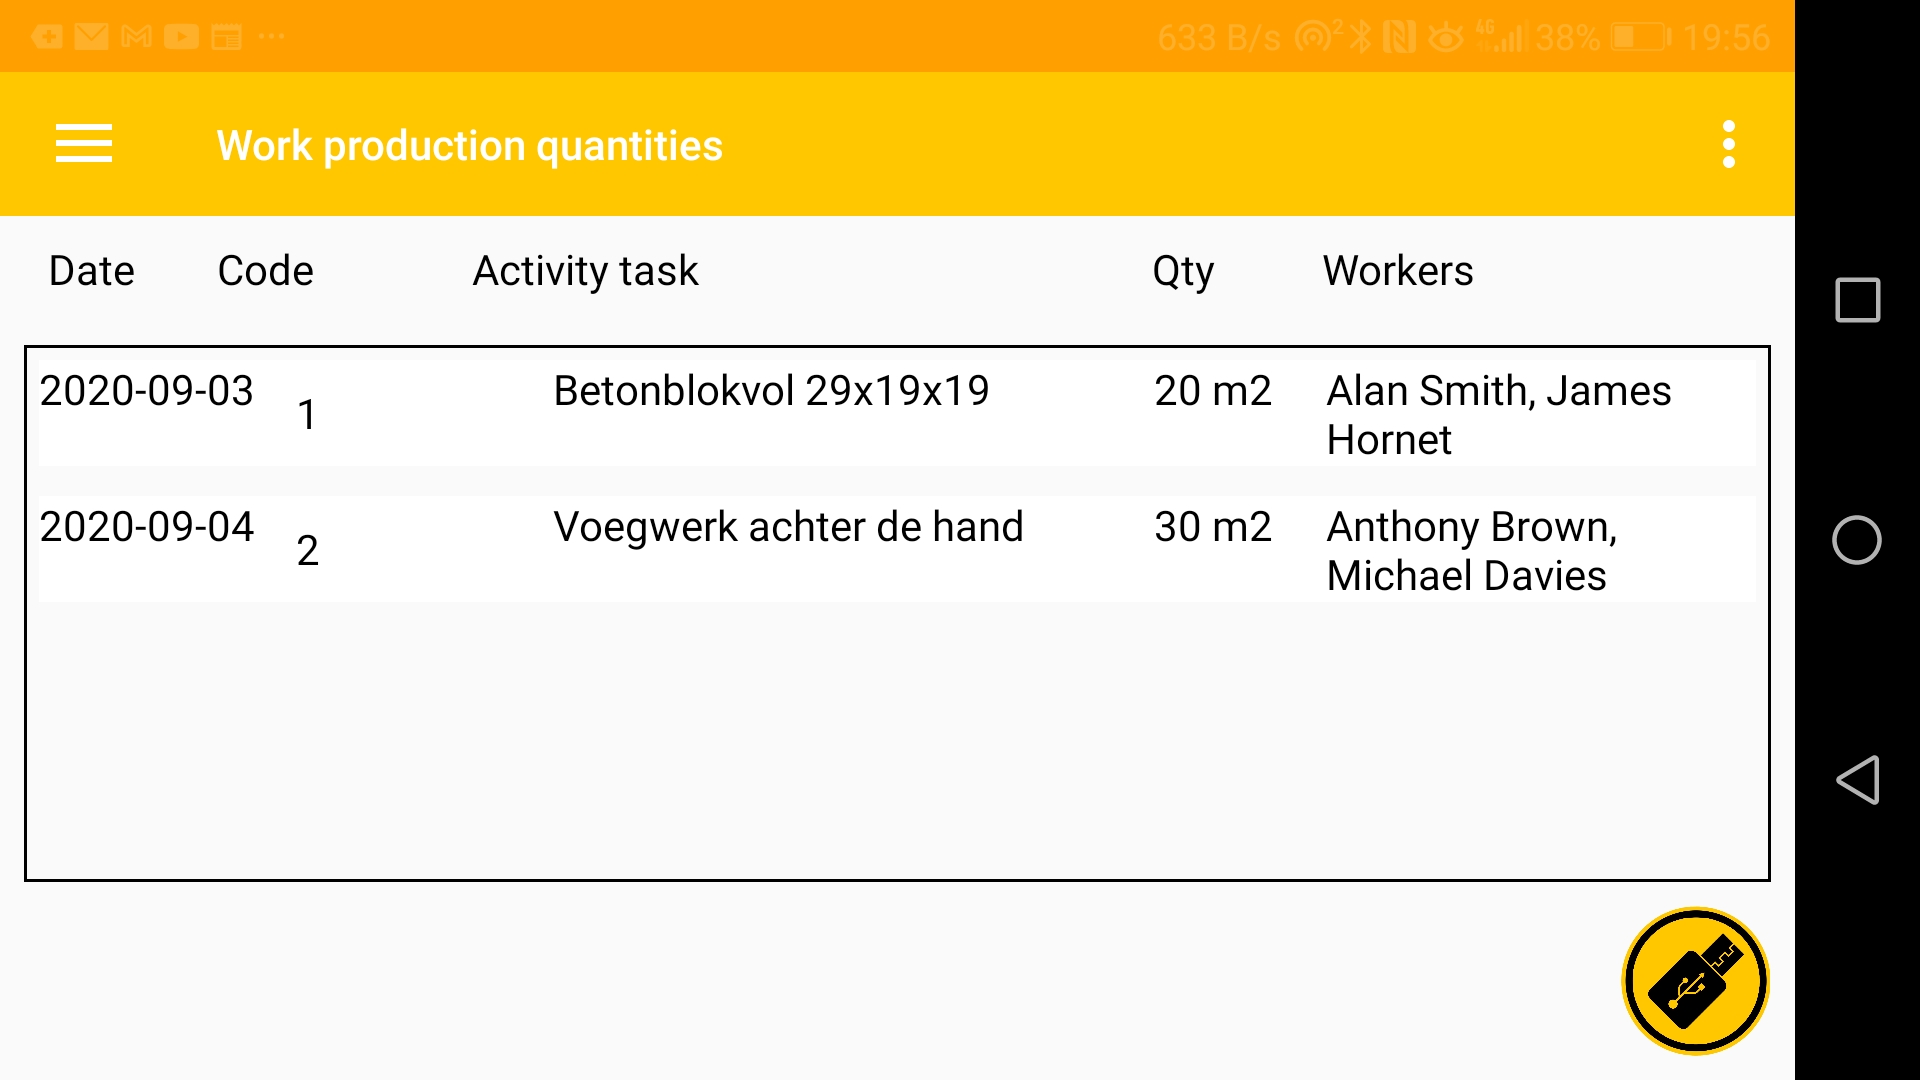 633 B/s 2 4G 38% 19:56
Work production quantities
Date Code Activity task Qty Workers
2020-09-03 1 Betonblokvol 29x19x19 20 m2 Alan Smith, James
Hornet
2020-09-04 2 Voegwerk achter de hand 30 m2 Anthony Brown,
Michael Davies